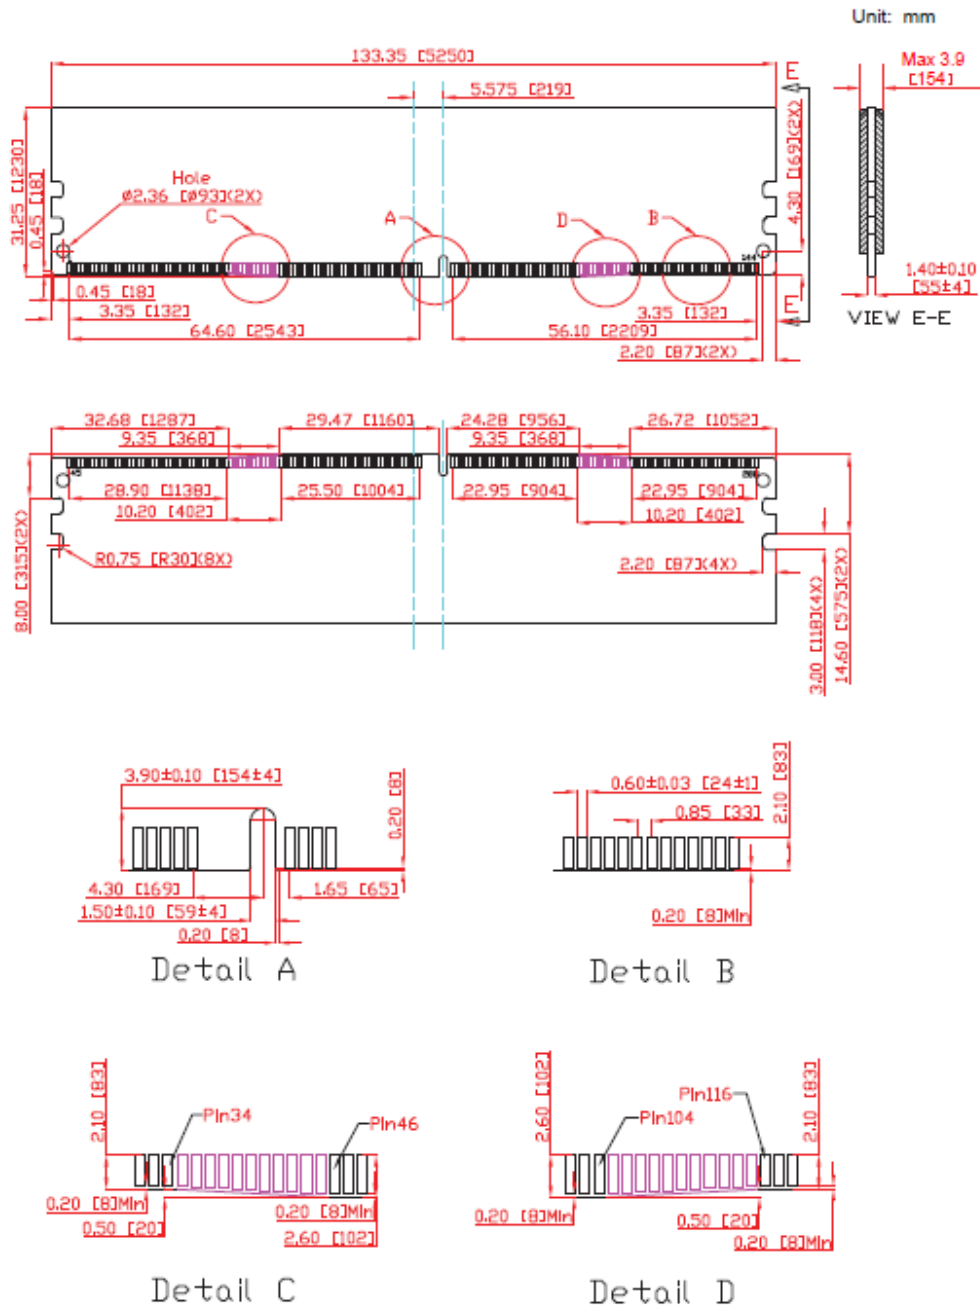 Unit: mm
133.35 [5250]
E
Max 3.9
[154]
5.575 [219]
31.25 [1230]
0.45 [18]
Hole
Ø2.36 [Ø93](2X)
C
A
D
B
4.30 [169](2X)
144
1.40±0.10
[55±4]
0.45 [18]
3.35 [132]
3.35 [132]
E
VIEW E-E
64.60 [2543]
56.10 [2209]
2.20 [87](2X)
32.68 [1287]
29.47 [1160]
24.28 [956]
26.72 [1052]
9.35 [368]
9.35 [368]
28.90 [1138]
25.50 [1004]
22.95 [904]
22.95 [904]
10.20 [402]
10.20 [402]
8.00 [315](2X)
R0.75 [R30](8X)
2.20 [87](4X)
3.00 [118](4X)
14.60 [575](2X)
3.90±0.10 [154±4]
0.20 [8]
0.60±0.03 [24±1]
0.85 [33]
2.10 [83]
4.30 [169]
1.65 [65]
1.50±0.10 [59±4]
0.20 [8]
0.20 [8]Min
Detail A
Detail B
2.10 [83]
Pin34
Pin46
2.60 [102]
Pin104
Pin116
2.10 [83]
0.20 [8]Min
0.50 [20]
0.20 [8]Min
2.60 [102]
0.20 [8]Min
0.50 [20]
0.20 [8]Min
Detail C
Detail D